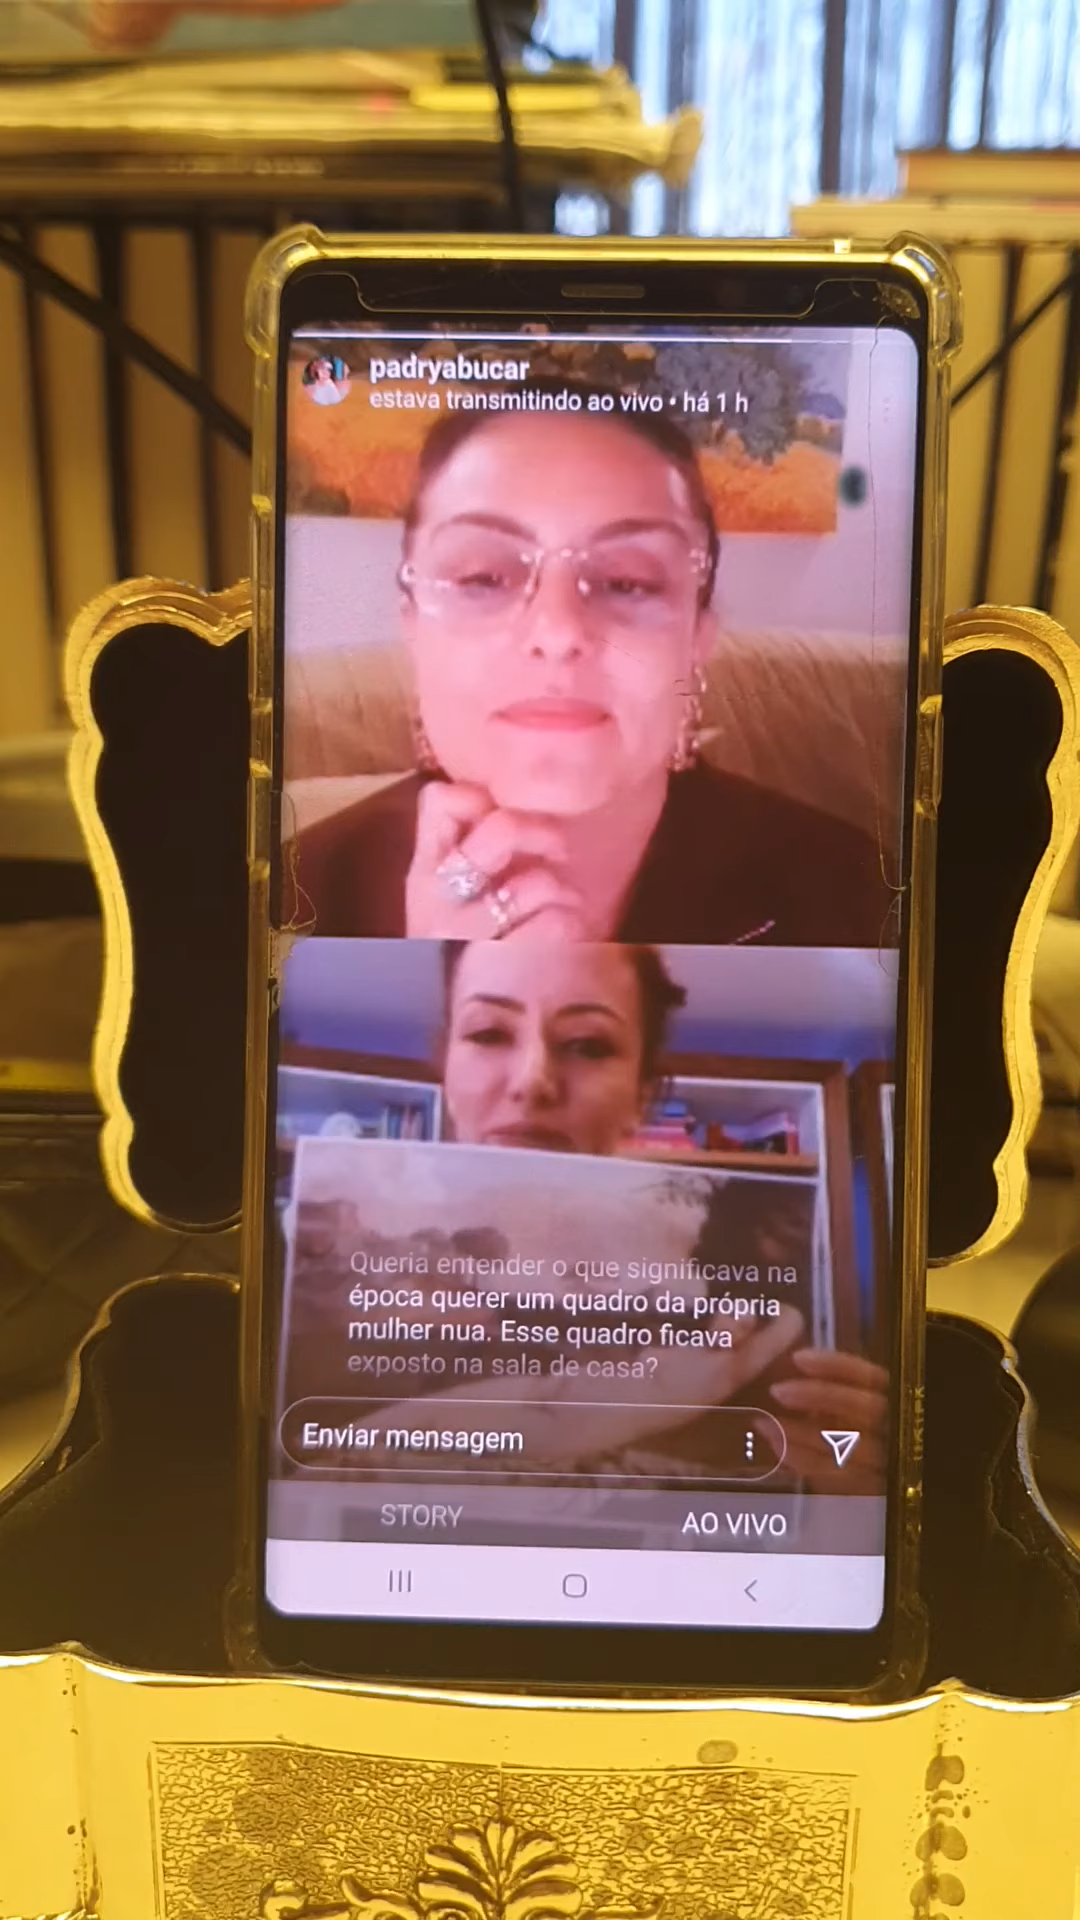 padryabucar
estava transmitindo ao vivo • há 1 h
Queria entender o que significava na
época querer um quadro da própria
mulher nua. Esse quadro ficava
exposto na sala de casa?
Enviar mensagem
STORY
AO VIVO